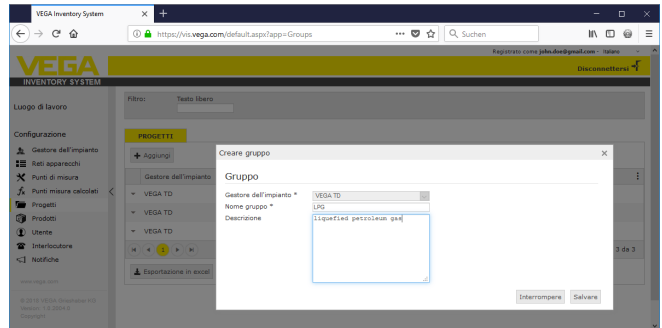 VEGA Inventory System
https://vis.vega.com/default.aspx?app=Groups
Suchen
Registrato come john.doe@gmail.com - Italiano
VEGA
Disconnettersi
INVENTORY SYSTEM
Luogo di lavoro
Filtro: Testo libero
Configurazione
PROGETTI
Gestore dell'impianto
Reti apparecchi
Punti di misura
Punti misura calcolati
Progetti
Prodotti
Utente
Interlocutore
Notifiche
www.vega.com
Copyright
Aggiungi
Gestore dell'impianto
VEGA TD
VEGA TD
VEGA TD
1
3 da 3
Esportazione in excel
Creare gruppo
Gruppo
Gestore dell'impianto * VEGA TD ...
Nome gruppo * LPG
Descrizione liguefied petroleum gas
Interrompere Salvare